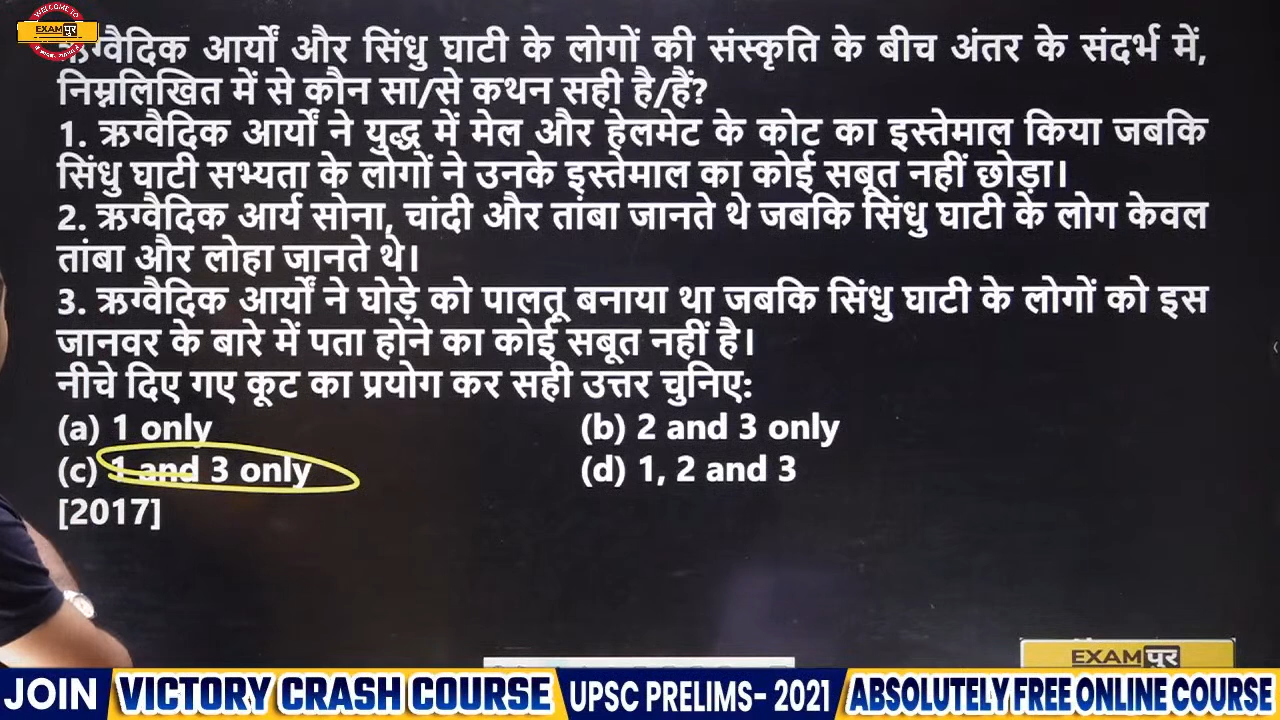 WELCOME TO
EXAMपुर
ऋग्वैदिक आर्यों और सिंधु घाटी के लोगों की संस्कृति के बीच अंतर के संदर्भ में,
निम्नलिखित में से कौन सा/से कथन सही है/हैं?
1. ऋग्वैदिक आर्यों ने युद्ध में मेल और हेलमेट के कोट का इस्तेमाल किया जबकि
सिंधु घाटी सभ्यता के लोगों ने उनके इस्तेमाल का कोई सबूत नहीं छोड़ा।
2. ऋग्वैदिक आर्य सोना, चांदी और तांबा जानते थे जबकि सिंधु घाटी के लोग केवल
तांबा और लोहा जानते थे।
3. ऋग्वैदिक आर्यों ने घोड़े को पालतू बनाया था जबकि सिंधु घाटी के लोगों को इस
जानवर के बारे में पता होने का कोई सबूत नहीं है।
नीचे दिए गए कूट का प्रयोग कर सही उत्तर चुनिए:
(a) 1 only (b) 2 and 3 only
(c) 1 and 3 only (d) 1, 2 and 3
[2017]
EXAMपुर
JOIN VICTORY CRASH COURSE UPSC PRELIMS- 2021 ABSOLUTELY FREE ONLINE COURSE